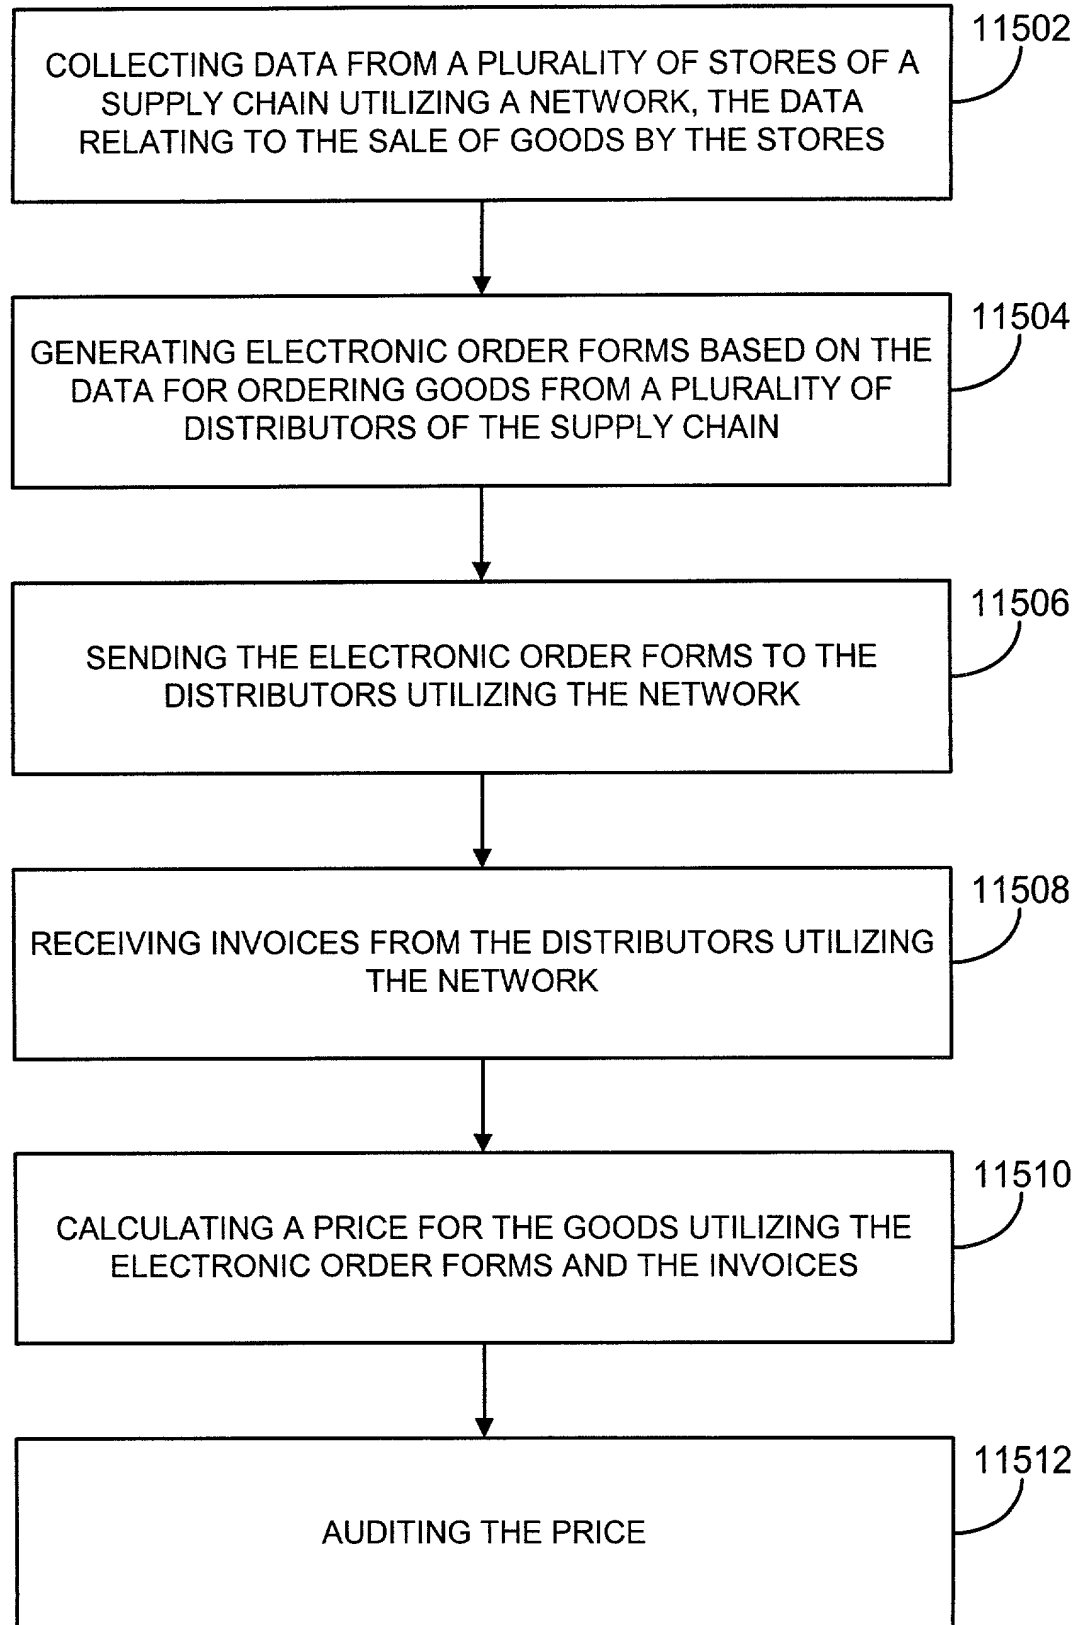 11502
COLLECTING DATA FROM A PLURALITY OF STORES OF A
SUPPLY CHAIN UTILIZING A NETWORK, THE DATA
RELATING TO THE SALE OF GOODS BY THE STORES
11504
GENERATING ELECTRONIC ORDER FORMS BASED ON THE
DATA FOR ORDERING GOODS FROM A PLURALITY OF
DISTRIBUTORS OF THE SUPPLY CHAIN
11506
SENDING THE ELECTRONIC ORDER FORMS TO THE
DISTRIBUTORS UTILIZING THE NETWORK
11508
RECEIVING INVOICES FROM THE DISTRIBUTORS UTILIZING
THE NETWORK
11510
CALCULATING A PRICE FOR THE GOODS UTILIZING THE
ELECTRONIC ORDER FORMS AND THE INVOICES
11512
AUDITING THE PRICE